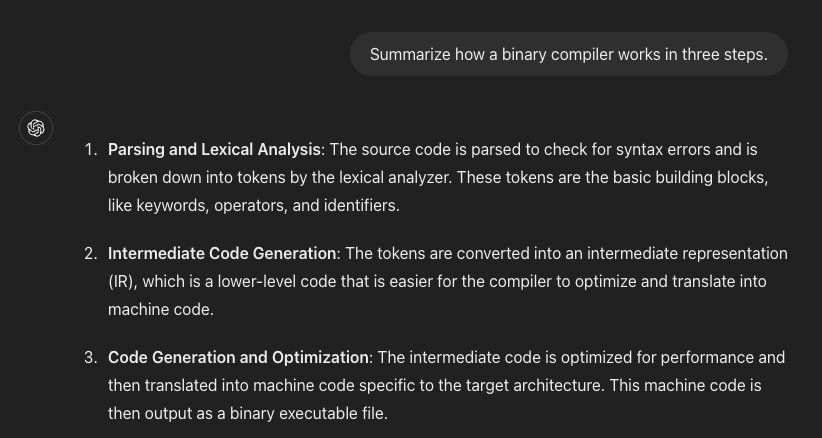 Summarize how a binary compiler works in three steps.
1. Parsing and Lexical Analysis: The source code is parsed to check for syntax errors and is
broken down into tokens by the lexical analyzer. These tokens are the basic building blocks,
like keywords, operators, and identifiers.
2. Intermediate Code Generation: The tokens are converted into an intermediate representation
(IR), which is a lower-level code that is easier for the compiler to optimize and translate into
machine code.
3. Code Generation and Optimization: The intermediate code is optimized for performance and
then translated into machine code specific to the target architecture. This machine code is
then output as a binary executable file.